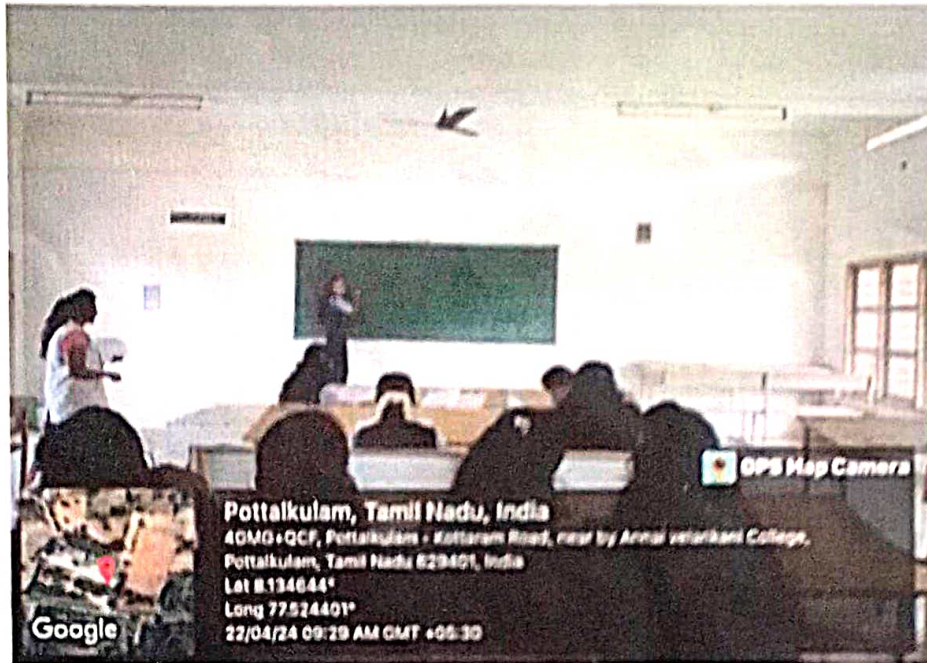 GPS Map Camera
Pottalkulam, Tamil Nadu, India
4GMG+QCF, Pottalkulam - Kottaram Road, near by Annai velankani College,
Pottalkulam, Tamil Nadu 629401, India
Lat 8.134644°
Long 77.524401°
22/04/24 09:29 AM GMT +05:30
Google